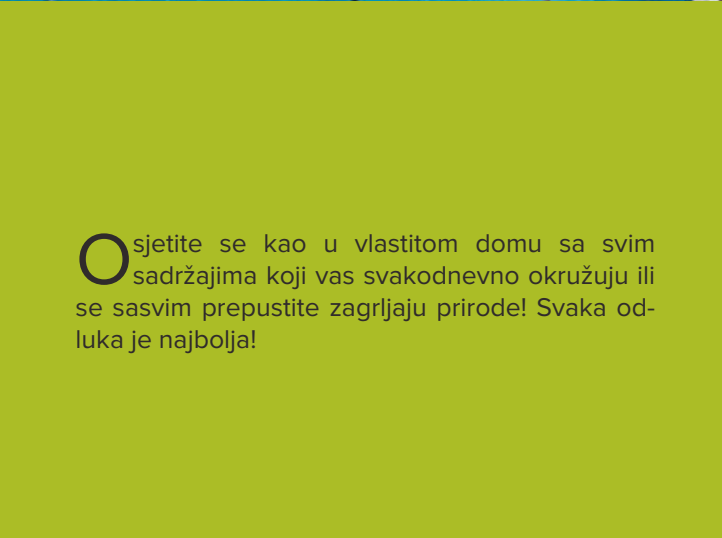 Osjetite se kao u vlastitom domu sa svim
sadržajima koji vas svakodnevno okružuju ili
se sasvim prepustite zagrljaju prirode! Svaka od-
luka je najbolja!